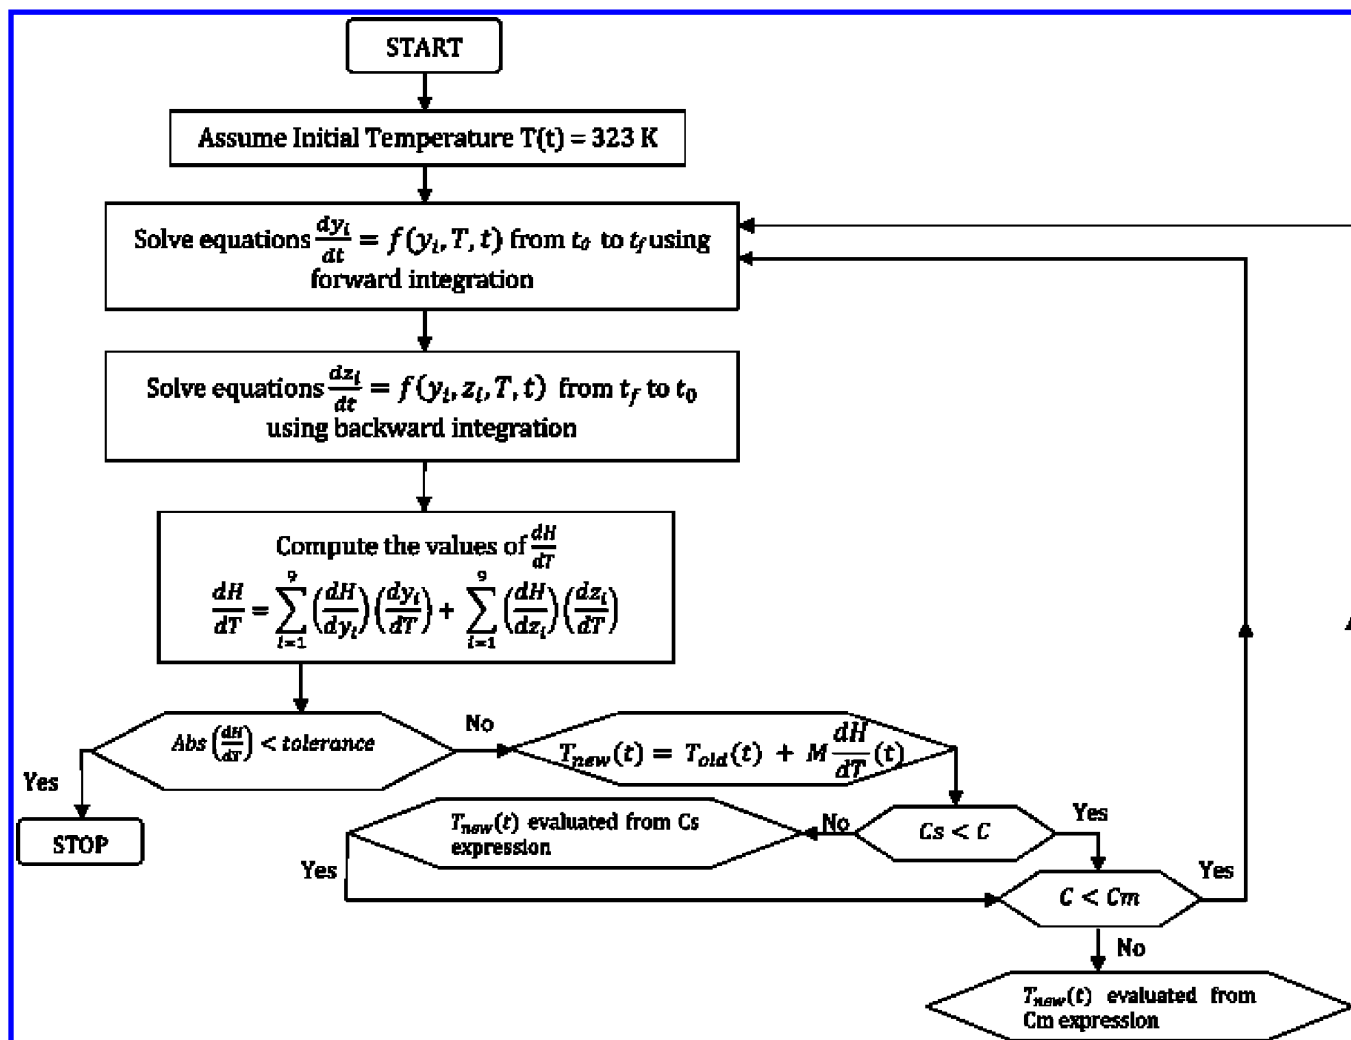 START
Assume Initial Temperature T(t) = 323 K
Solve equations dy_i/dt = f(y_i, T, t) from t_0 to t_f using
forward integration
Solve equations dz_i/dt = f(y_i, z_i, T, t) from t_f to t_0
using backward integration
Compute the values of dH/dT
dH/dT = ∑_{i=1}^{9} (dH/dy_i)(dy_i/dT) + ∑_{i=1}^{9} (dH/dz_i)(dz_i/dT)
Abs (dH/dT) < tolerance
No
T_new(t) = T_old(t) + M dH/dT (t)
Yes
STOP
T_new(t) evaluated from Cs
expression
No
Cs < C
Yes
Yes
C < Cm
Yes
No
T_new(t) evaluated from
Cm expression